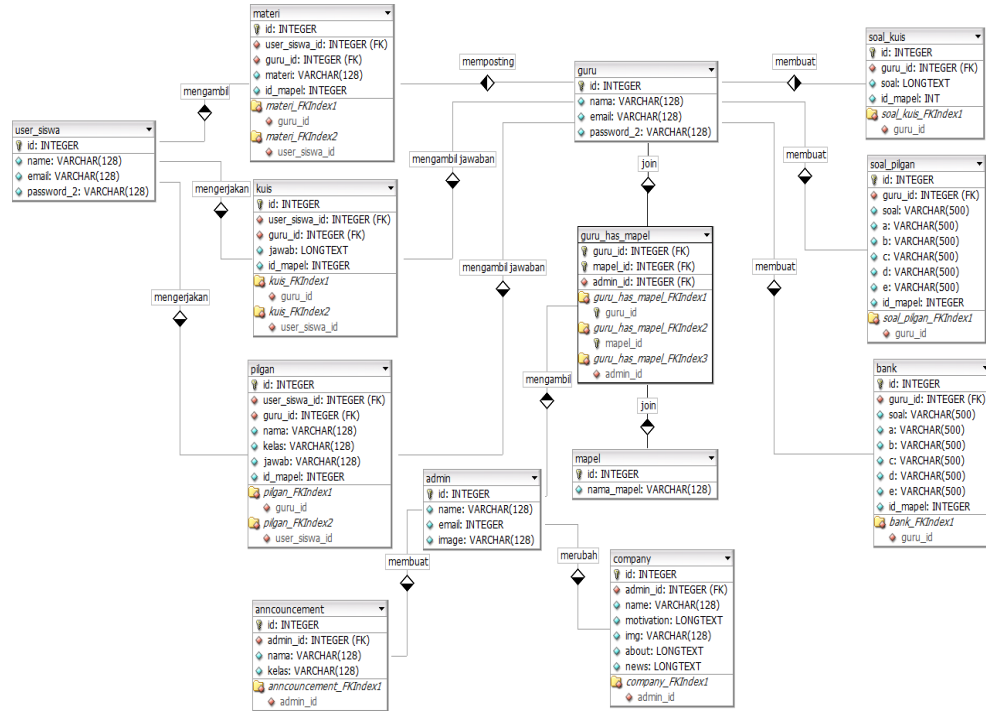 materi
id: INTEGER
user_siswa_id: INTEGER (FK)
guru_id: INTEGER (FK)
materi: VARCHAR(128)
id_mapel: INTEGER
materi_FKIndex1
guru_id
materi_FKIndex2
user_siswa_id
memposting
guru
id: INTEGER
nama: VARCHAR(128)
email: VARCHAR(128)
password_2: VARCHAR(128)
membuat
soal_kuis
id: INTEGER
guru_id: INTEGER (FK)
soal: LONGTEXT
id_mapel: INT
soal_kuis_FKIndex1
guru_id
mengambil
user_siswa
id: INTEGER
name: VARCHAR(128)
email: VARCHAR(128)
password_2: VARCHAR(128)
mengerjakan
mengambil jawaban
join
membuat
kuis
id: INTEGER
user_siswa_id: INTEGER (FK)
guru_id: INTEGER (FK)
jawab: LONGTEXT
id_mapel: INTEGER
kuis_FKIndex1
guru_id
kuis_FKIndex2
user_siswa_id
soal_pilgan
id: INTEGER
guru_id: INTEGER (FK)
soal: VARCHAR(500)
a: VARCHAR(500)
b: VARCHAR(500)
c: VARCHAR(500)
d: VARCHAR(500)
e: VARCHAR(500)
id_mapel: INTEGER
soal_pilgan_FKIndex1
guru_id
guru_has_mapel
guru_id: INTEGER (FK)
mapel_id: INTEGER (FK)
admin_id: INTEGER (FK)
guru_has_mapel_FKIndex1
guru_id
guru_has_mapel_FKIndex2
mapel_id
guru_has_mapel_FKIndex3
admin_id
mengambil jawaban
membuat
mengerjakan
mengambil
join
pilgan
id: INTEGER
user_siswa_id: INTEGER (FK)
guru_id: INTEGER (FK)
nama: VARCHAR(128)
kelas: VARCHAR(128)
jawab: VARCHAR(128)
id_mapel: INTEGER
pilgan_FKIndex1
guru_id
pilgan_FKIndex2
user_siswa_id
bank
id: INTEGER
guru_id: INTEGER (FK)
soal: VARCHAR(500)
a: VARCHAR(500)
b: VARCHAR(500)
c: VARCHAR(500)
d: VARCHAR(500)
e: VARCHAR(500)
id_mapel: INTEGER
bank_FKIndex1
guru_id
mapel
id: INTEGER
nama_mapel: VARCHAR(128)
admin
id: INTEGER
name: VARCHAR(128)
email: INTEGER
image: VARCHAR(128)
membuat
merubah
company
id: INTEGER
admin_id: INTEGER (FK)
name: VARCHAR(128)
motivation: LONGTEXT
img: VARCHAR(128)
about: LONGTEXT
news: LONGTEXT
company_FKIndex1
admin_id
anncouncement
id: INTEGER
admin_id: INTEGER (FK)
nama: VARCHAR(128)
kelas: VARCHAR(128)
anncouncement_FKIndex1
admin_id